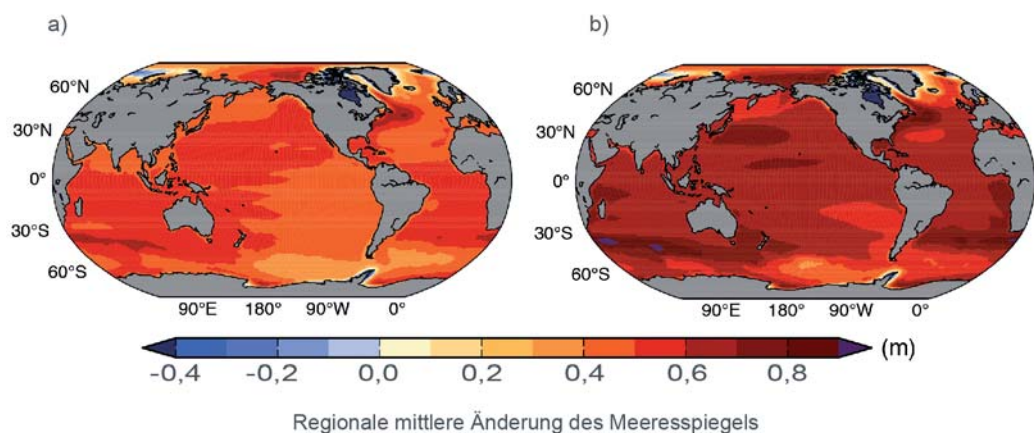 a)
b)
60°N
30°N
0°
30°S
60°S
90°E 180° 90°W 0°
60°N
30°N
0°
30°S
60°S
90°E 180° 90°W 0°
(m)
-0,4 -0,2 0,0 0,2 0,4 0,6 0,8
Regionale mittlere Änderung des Meeresspiegels